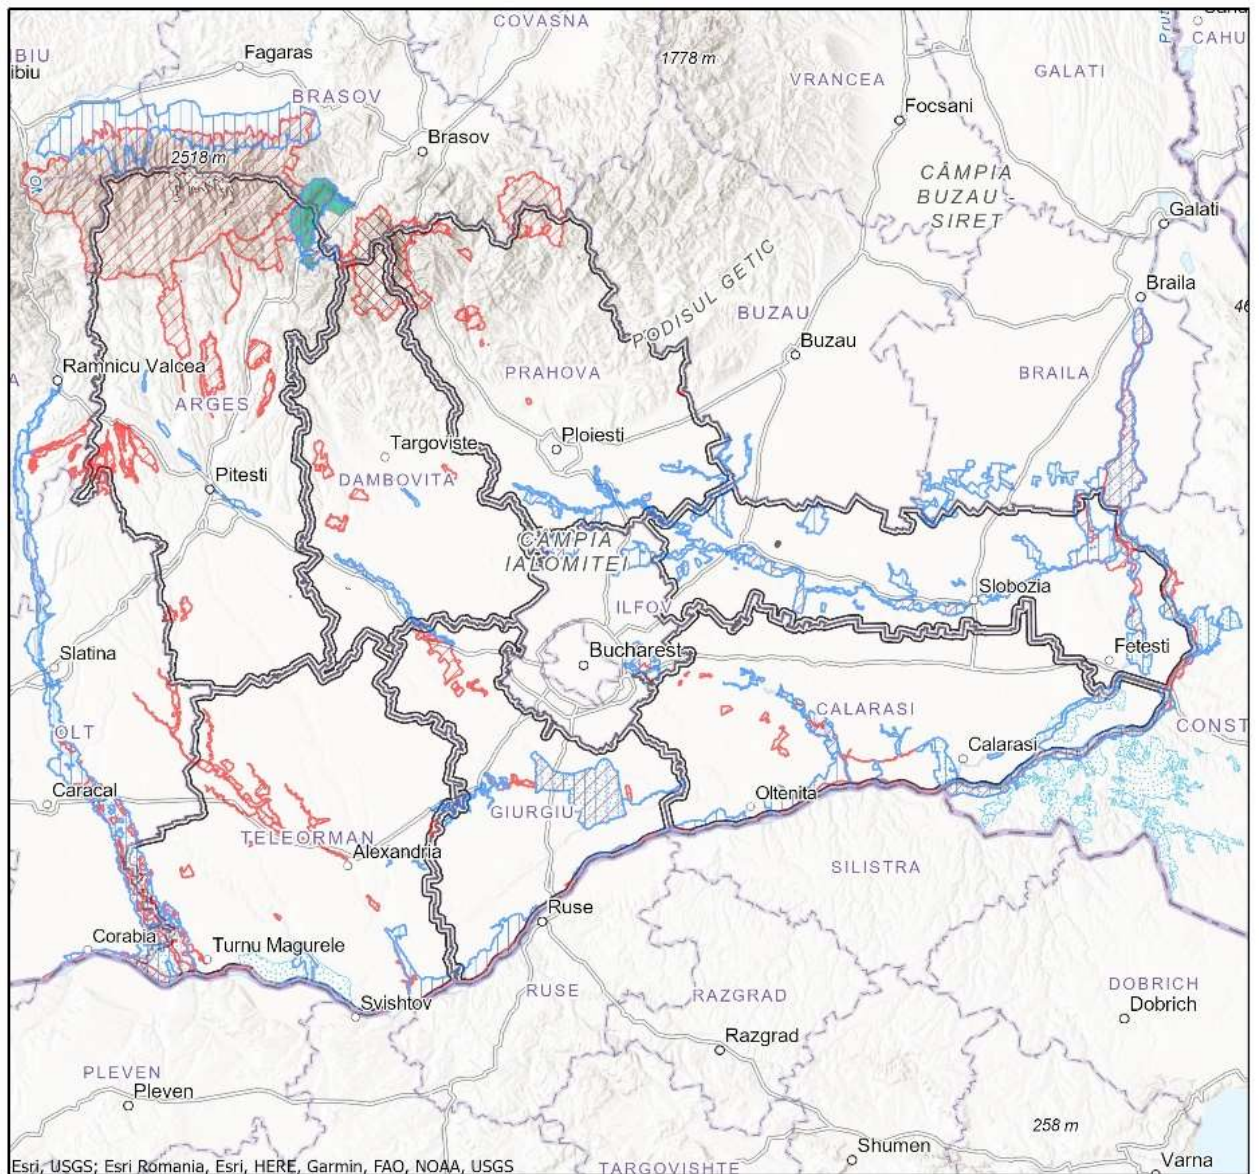 COVASNA
Prut
CAHU
IBIU
ibiu
Fagaras
1778 m
VRANCEA
GALATI
BRASOV
Focsani
Brasov
2518 m
CÂMPIA
BUZAU -
SIRET
Galati
PODISUL GETIC
Braila
BUZAU
46
Buzau
Ramnicu Valcea
A
ARGES
PRAHOVA
BRAILA
Targoviste
Ploiesti
Pitesti
DAMBOVITA
CÂMPIA
IALOMITEI
Slobozia
ILFOV
Bucharest
Slatina
Fetesti
OLT
CALARASI
CONST
Calarasi
Caracal
Oltenita
TELEORMAN
GIURGIU
Alexandria
SILISTRA
Ruse
Corabia
Turnu Magurele
Svishtov
RUSE
RAZGRAD
DOBRICH
Dobrich
Razgrad
PLEVEN
Pleven
258 m
Shumen
Varna
Esri, USGS; Esri Romania, Esri, HERE, Garmin, FAO, NOAA, USGS
TARGOVISHTE